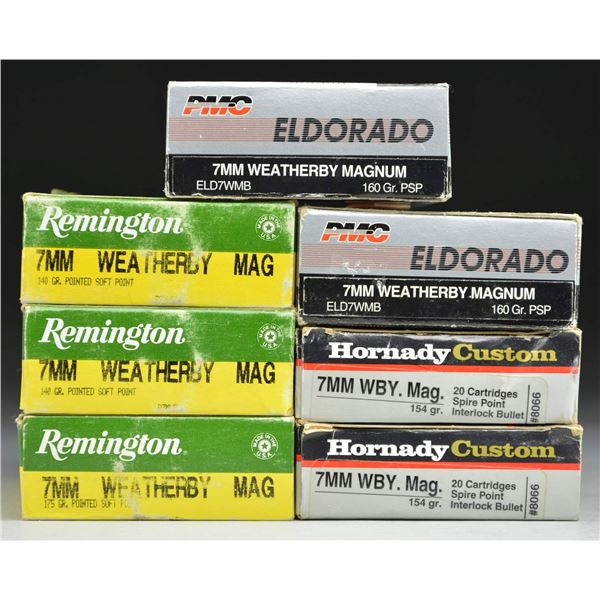 PMC
ELDORADO
7MM WEATHERBY MAGNUM
ELD7WMB 160 Gr. PSP
Remington
MADE IN THE U.S.A.
7MM WEATHERBY MAG
140 GR. POINTED SOFT POINT
PMC
ELDORADO
7MM WEATHERBY MAGNUM
ELD7WMB 160 Gr. PSP
Remington
MADE IN THE U.S.A.
7MM WEATHERBY MAG
140 GR. POINTED SOFT POINT
Hornady Custom
7MM WBY. Mag.
154 gr.
20 Cartridges
Spire Point
Interlock Bullet
#8066
Remington
MADE IN THE U.S.A.
7MM WEATHERBY MAG
175 GR. POINTED SOFT
Hornady Custom
7MM WBY. Mag.
154 gr.
20 Cartridges
Spire Point
Interlock Bullet
#8066